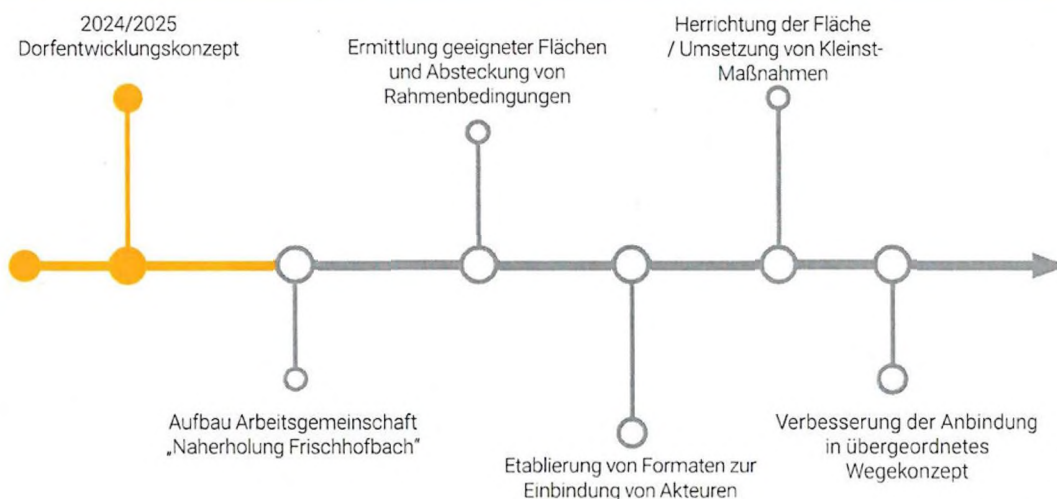 2024/2025
Dorfentwicklungskonzept
Aufbau Arbeitsgemeinschaft
„Naherholung Frischhofbach"
Ermittlung geeigneter Flächen
und Absteckung von
Rahmenbedingungen
Etablierung von Formaten zur
Einbindung von Akteuren
Herrichtung der Fläche
/ Umsetzung von Kleinst-
Maßnahmen
Verbesserung der Anbindung
in übergeordnetes
Wegekonzept